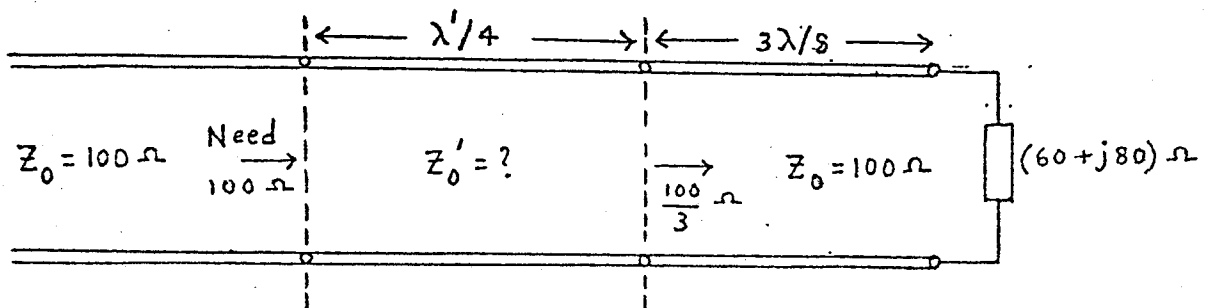 λ'/4
3λ/8
Z₀ = 100 Ω
Need
100 Ω
Z₀' = ?
100/3 Ω
Z₀ = 100 Ω
(60 + j80) Ω